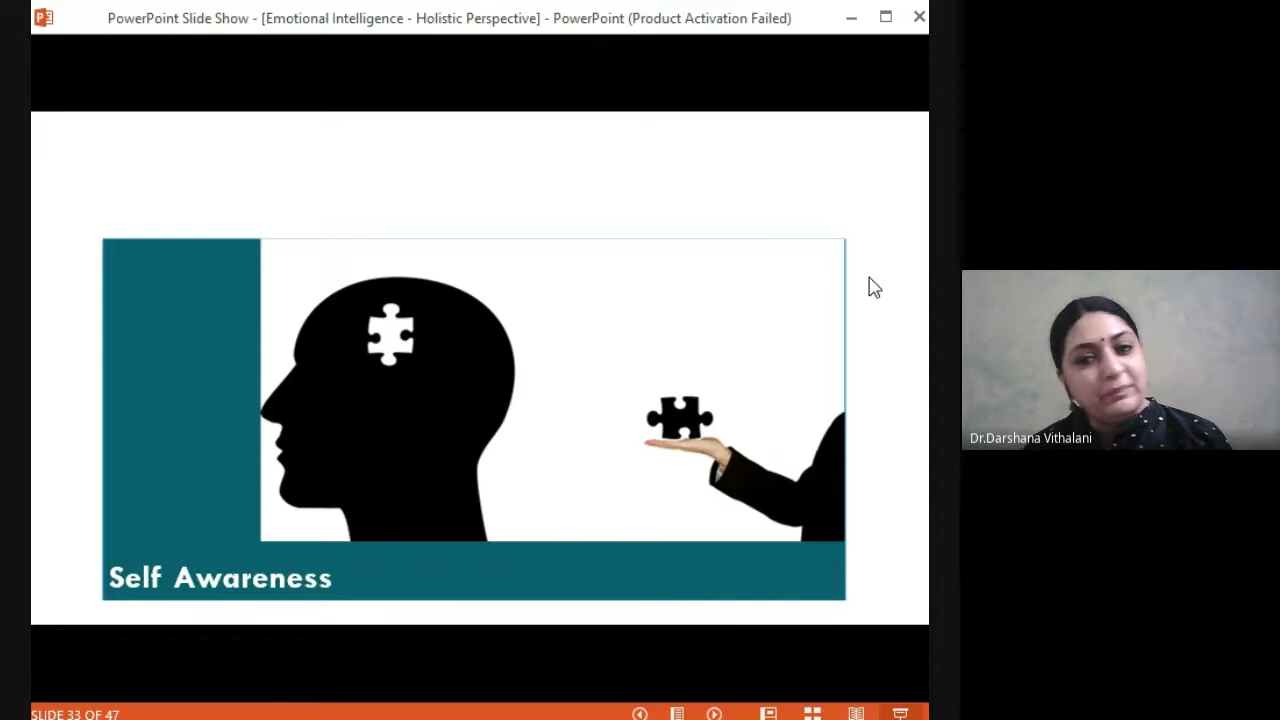 PowerPoint Slide Show - [Emotional Intelligence - Holistic Perspective] - PowerPoint (Product Activation Failed)
Self Awareness
Dr.Darshana Vithalani
SLIDE 33 OF 47